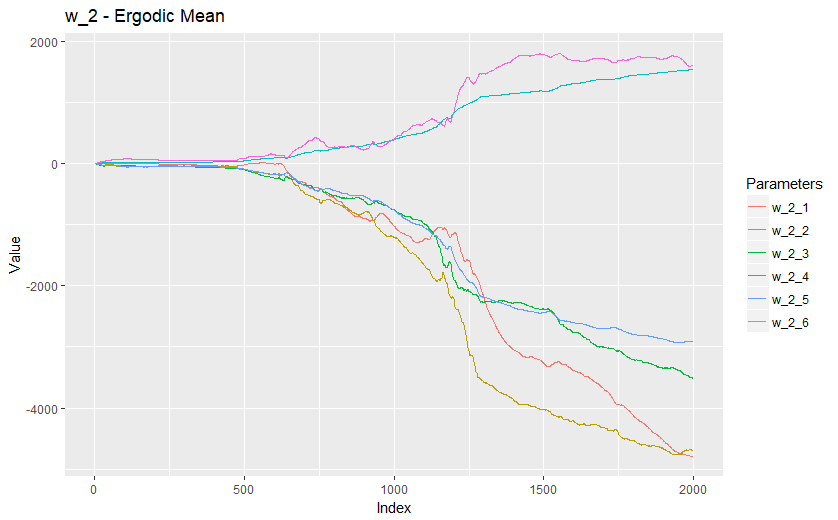 w_2 - Ergodic Mean
2000
0
-2000
-4000
Value
0 500 1000 1500 2000
Index
Parameters
w_2_1
w_2_2
w_2_3
w_2_4
w_2_5
w_2_6